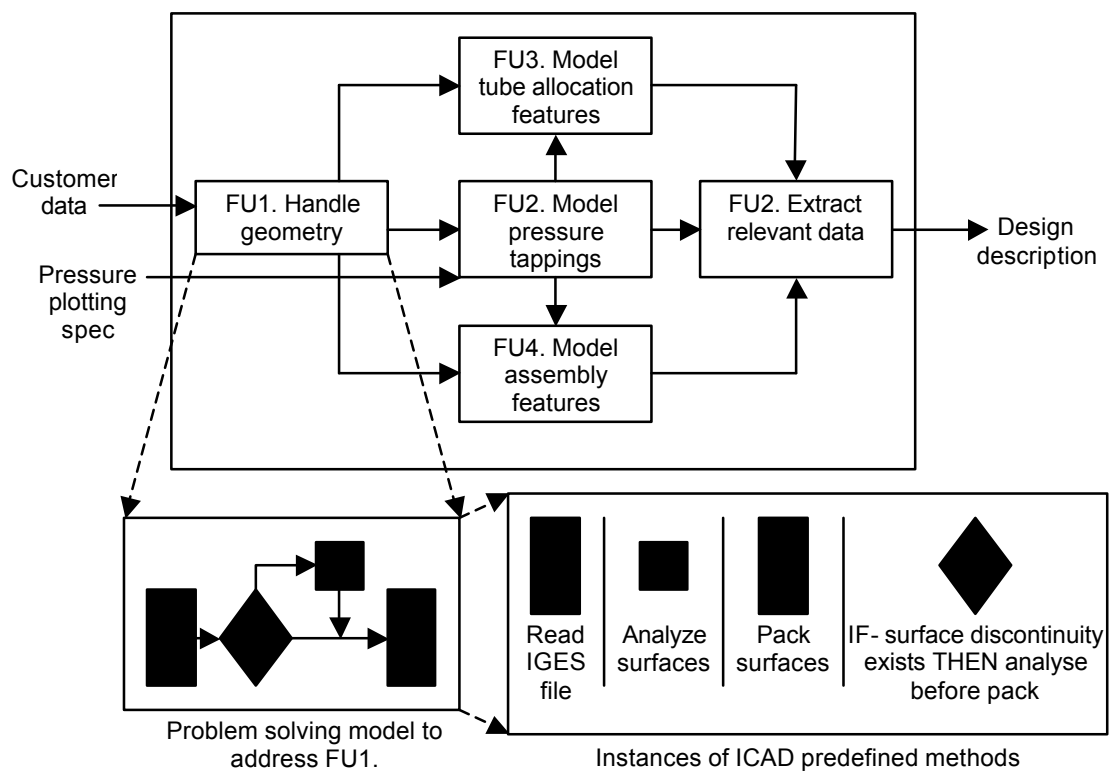 FU3. Model
tube allocation
features
Customer
data
FU1. Handle
geometry
FU2. Model
pressure
tappings
FU2. Extract
relevant data
Design
description
Pressure
plotting
spec
FU4. Model
assembly
features
Read
IGES
file
Analyze
surfaces
Pack
surfaces
IF- surface discontinuity
exists THEN analyse
before pack
Problem solving model to
address FU1.
Instances of ICAD predefined methods